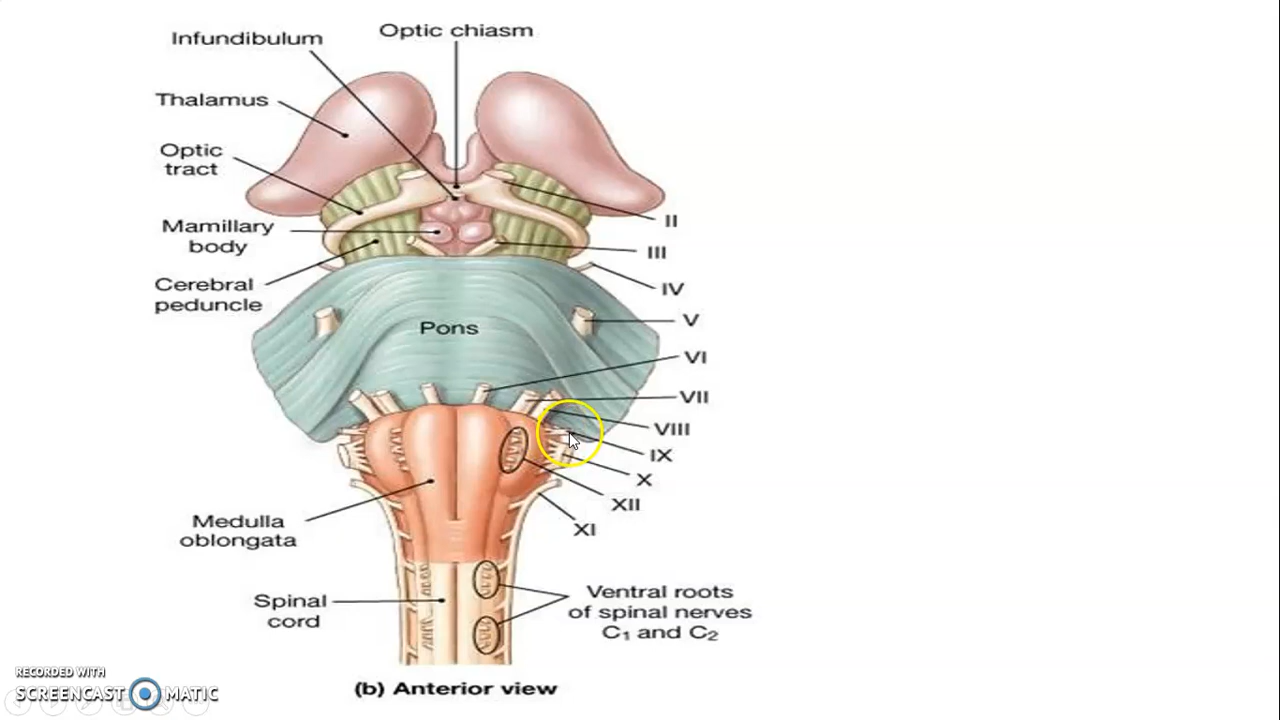 Infundibulum
Optic chiasm
Thalamus
Optic
tract
Mamillary
body
Cerebral
peduncle
II
III
IV
V
Pons
VI
VII
VIII
IX
X
XII
XI
Medulla
oblongata
Spinal
cord
Ventral roots
of spinal nerves
C₁ and C₂
RECORDED WITH
SCREENCAST MATIC
(b) Anterior view